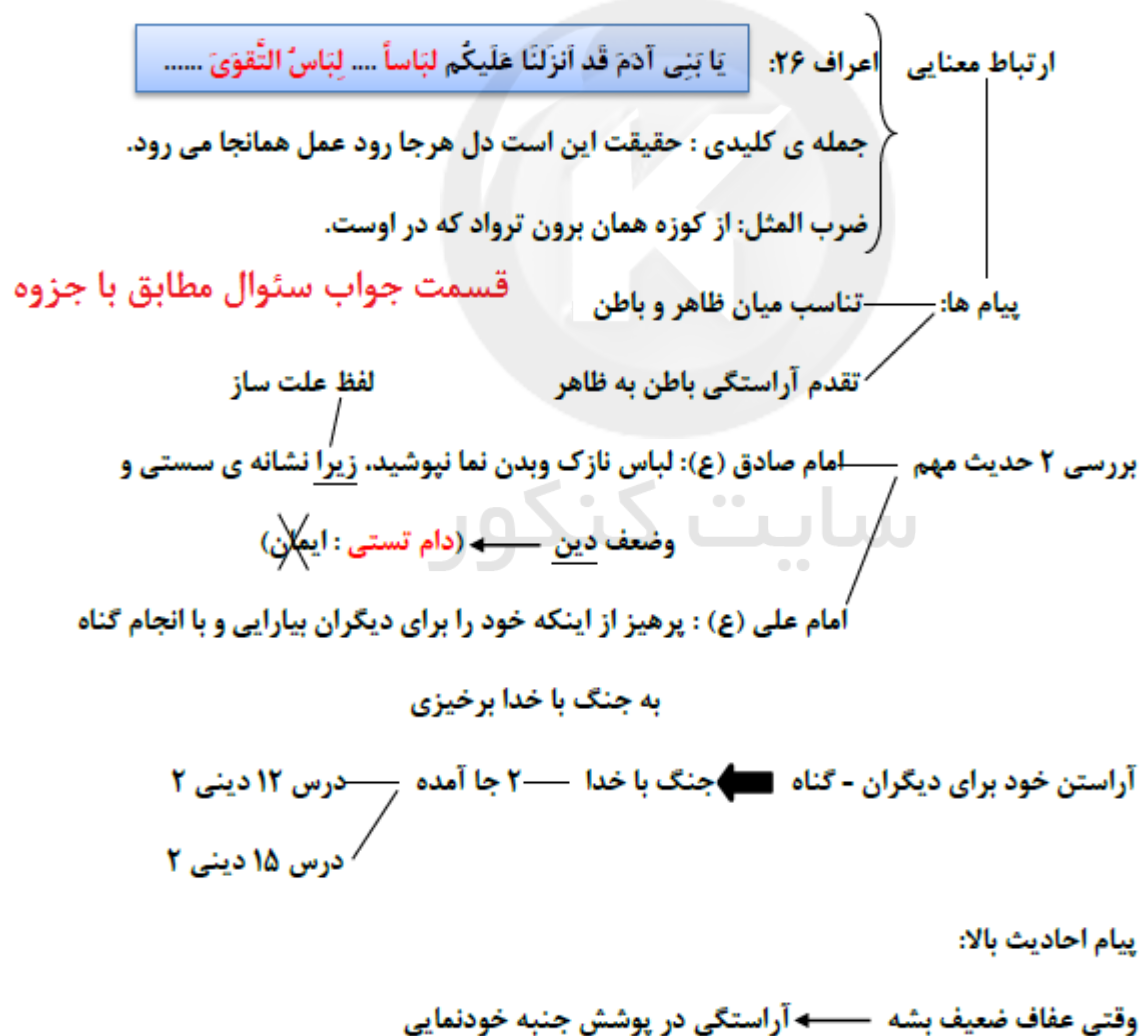 ارتباط معنایی اعراف ۲۶: یَا بَنِی آدَمَ قَد اَنزَلنَا عَلَیکُم لبَاساً .... لِبَاسُ التَّقوَیَ ......
جمله ی کلیدی : حقیقت این است دل هرجا رود عمل همانجا می رود.
ضرب المثل: از کوزه همان برون ترواد که در اوست.
قسمت جواب سئوال مطابق با جزوه
پیام ها: تناسب میان ظاهر و باطن
تقدم آراستگی باطن به ظاهر
لفظ علت ساز
بررسی ۲ حدیث مهم امام صادق (ع): لباس نازک وبدن نما نپوشید، زیرا نشانه ی سستی و
وضعف دین (دام تستی : ایمان)
امام علی (ع) : پرهیز از اینکه خود را برای دیگران بیارایی و با انجام گناه
به جنگ با خدا برخیزی
آراستن خود برای دیگران - گناه جنگ با خدا ۲ جا آمده درس ۱۲ دینی ۲
درس ۱۵ دینی ۲
پیام احادیث بالا:
وقتی عفاف ضعیف بشه آراستگی در پوشش جنبه خودنمایی
سایت کنکور